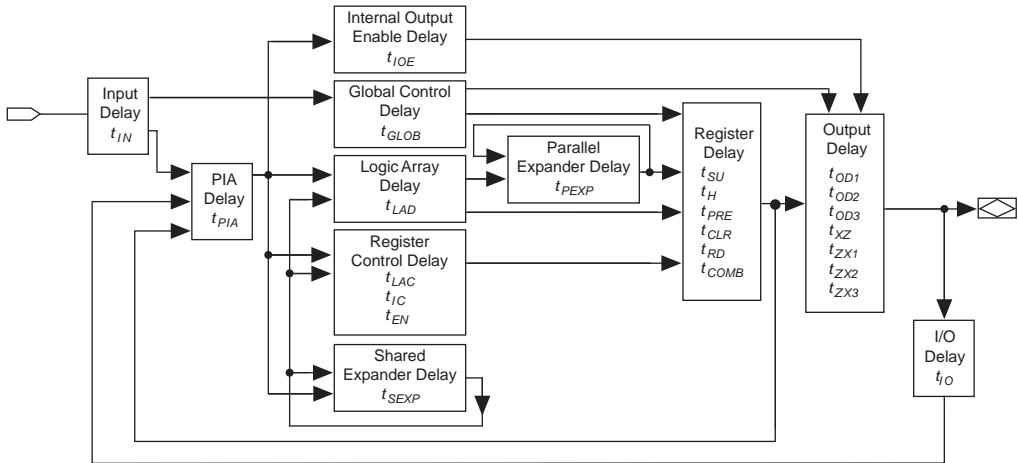 Internal Output
Enable Delay
tIOE
Input
Delay
tIN
Global Control
Delay
tGLOB
PIA
Delay
tPIA
Logic Array
Delay
tLAD
Parallel
Expander Delay
tPEXP
Register
Control Delay
tLAC
tIC
tEN
Shared
Expander Delay
tSEXP
Register
Delay
tSU
tH
tPRE
tCLR
tRD
tCOMB
Output
Delay
tOD1
tOD2
tOD3
tXZ
tZX1
tZX2
tZX3
I/O
Delay
tIO